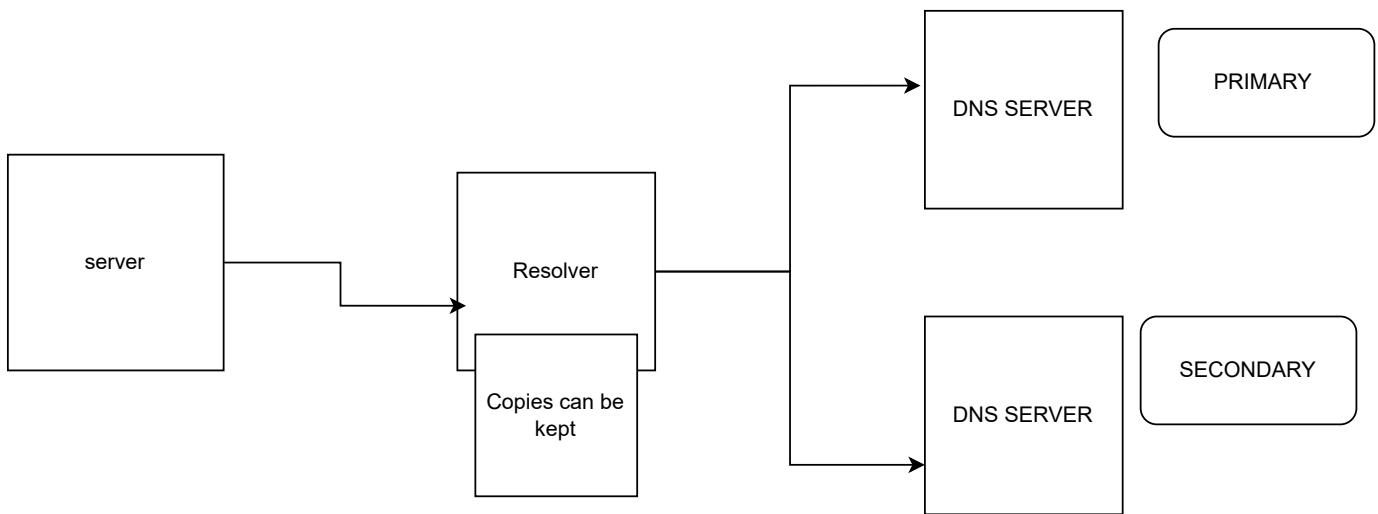 server
Resolver
Copies can be
kept
DNS SERVER
PRIMARY
DNS SERVER
SECONDARY